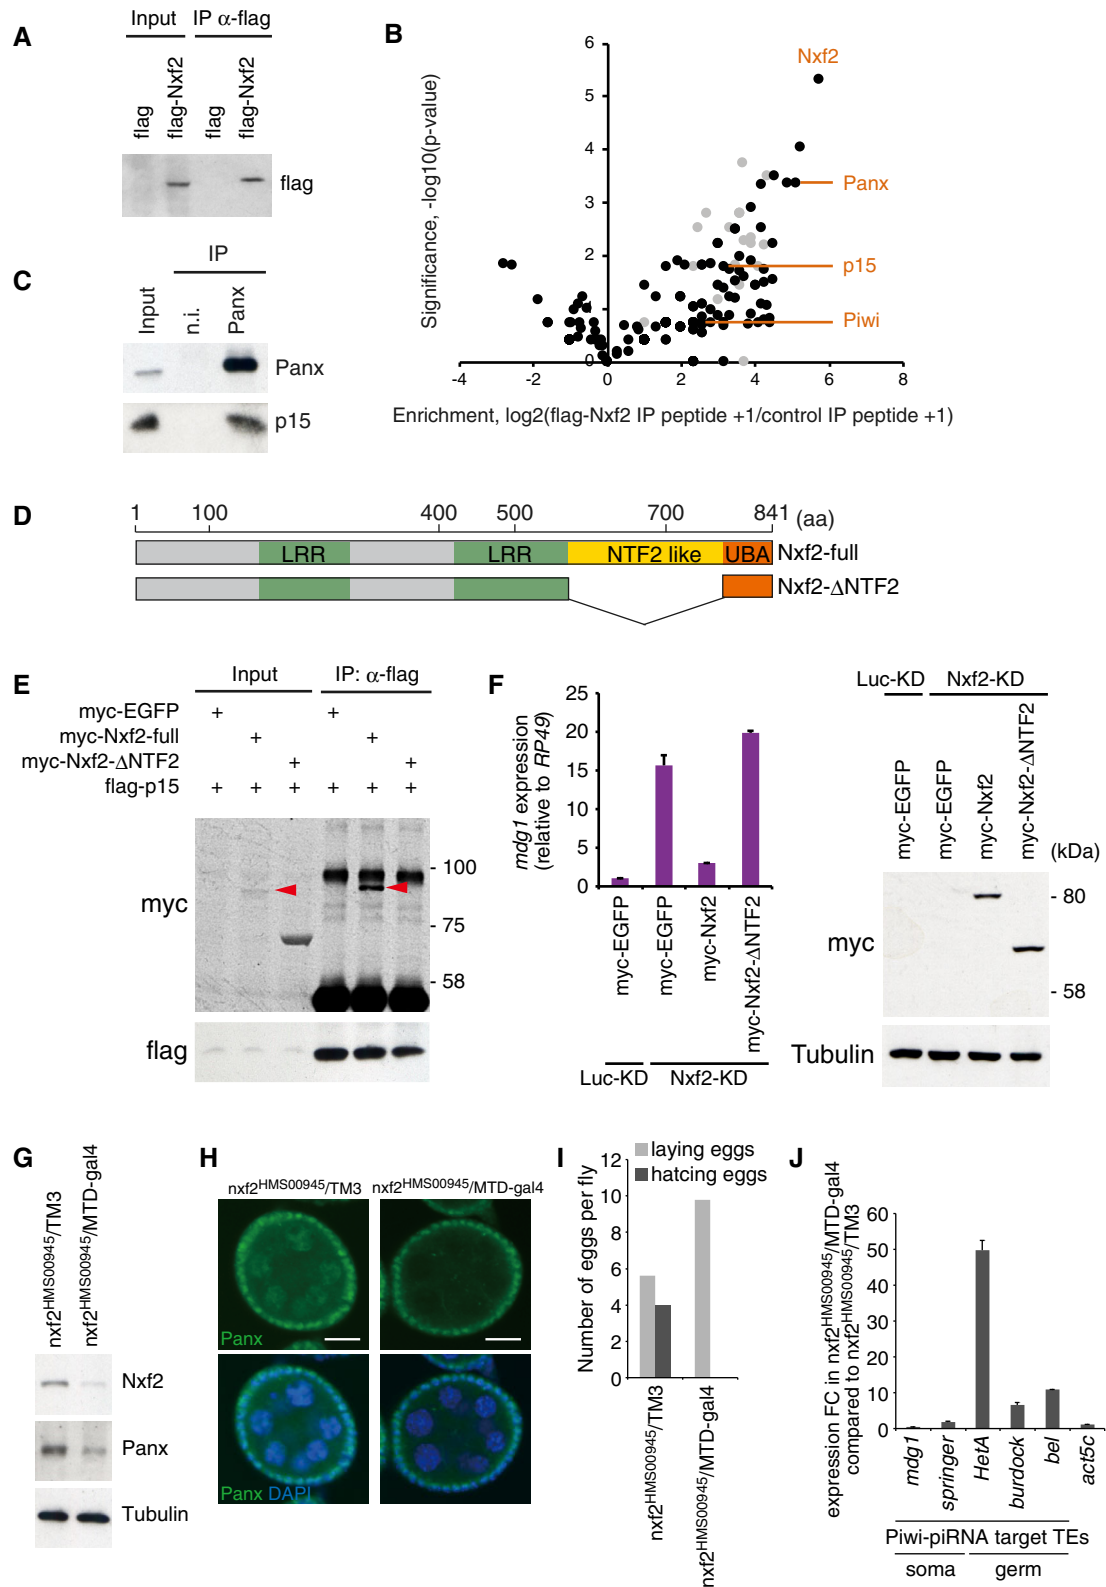 A
Input
IP α-flag
flag
flag-Nxf2
flag
flag-Nxf2
flag
B
Significance, -log10(p-value)
6
5
4
3
2
1
0
-4
-2
0
2
4
6
8
Nxf2
Panx
p15
Piwi
Enrichment, log2(flag-Nxf2 IP peptide +1/control IP peptide +1)
C
IP
Input
n.i.
Panx
Panx
p15
D
1
100
400
500
700
841
(aa)
LRR
LRR
NTF2 like
UBA
Nxf2-full
Nxf2-ΔNTF2
E
Input
IP: α-flag
myc-EGFP + +
myc-Nxf2-full + +
myc-Nxf2-ΔNTF2 + +
flag-p15 + + + + + +
myc
- 100
- 75
- 58
flag
F
mdg1 expression
(relative to RP49)
25
20
15
10
5
0
myc-EGFP
myc-EGFP
myc-Nxf2
myc-Nxf2-ΔNTF2
Luc-KD
Nxf2-KD
Luc-KD
Nxf2-KD
myc-EGFP
myc-EGFP
myc-Nxf2
myc-Nxf2-ΔNTF2
(kDa)
myc
- 80
- 58
Tubulin
G
nxf2HMS00945/TM3
nxf2HMS00945/MTD-gal4
Nxf2
Panx
Tubulin
H
nxf2HMS00945/TM3
nxf2HMS00945/MTD-gal4
Panx
Panx DAPI
I
laying eggs
hatcing eggs
Number of eggs per fly
12
10
8
6
4
2
0
nxf2HMS00945/TM3
nxf2HMS00945/MTD-gal4
J
expression FC in nxf2HMS00945/MTD-gal4
compared to nxf2HMS00945/TM3
60
50
40
30
20
10
0
mdg1
springer
HetA
burdock
bel
act5c
Piwi-piRNA target TEs
soma
germ